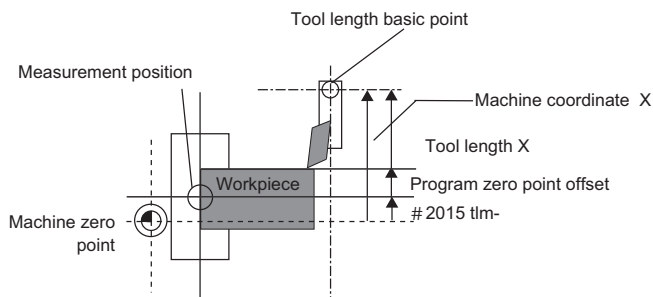 Tool length basic point
Measurement position
Machine coordinate X
Tool length X
Workpiece
Program zero point offset
#2015 tlm-
Machine zero
point